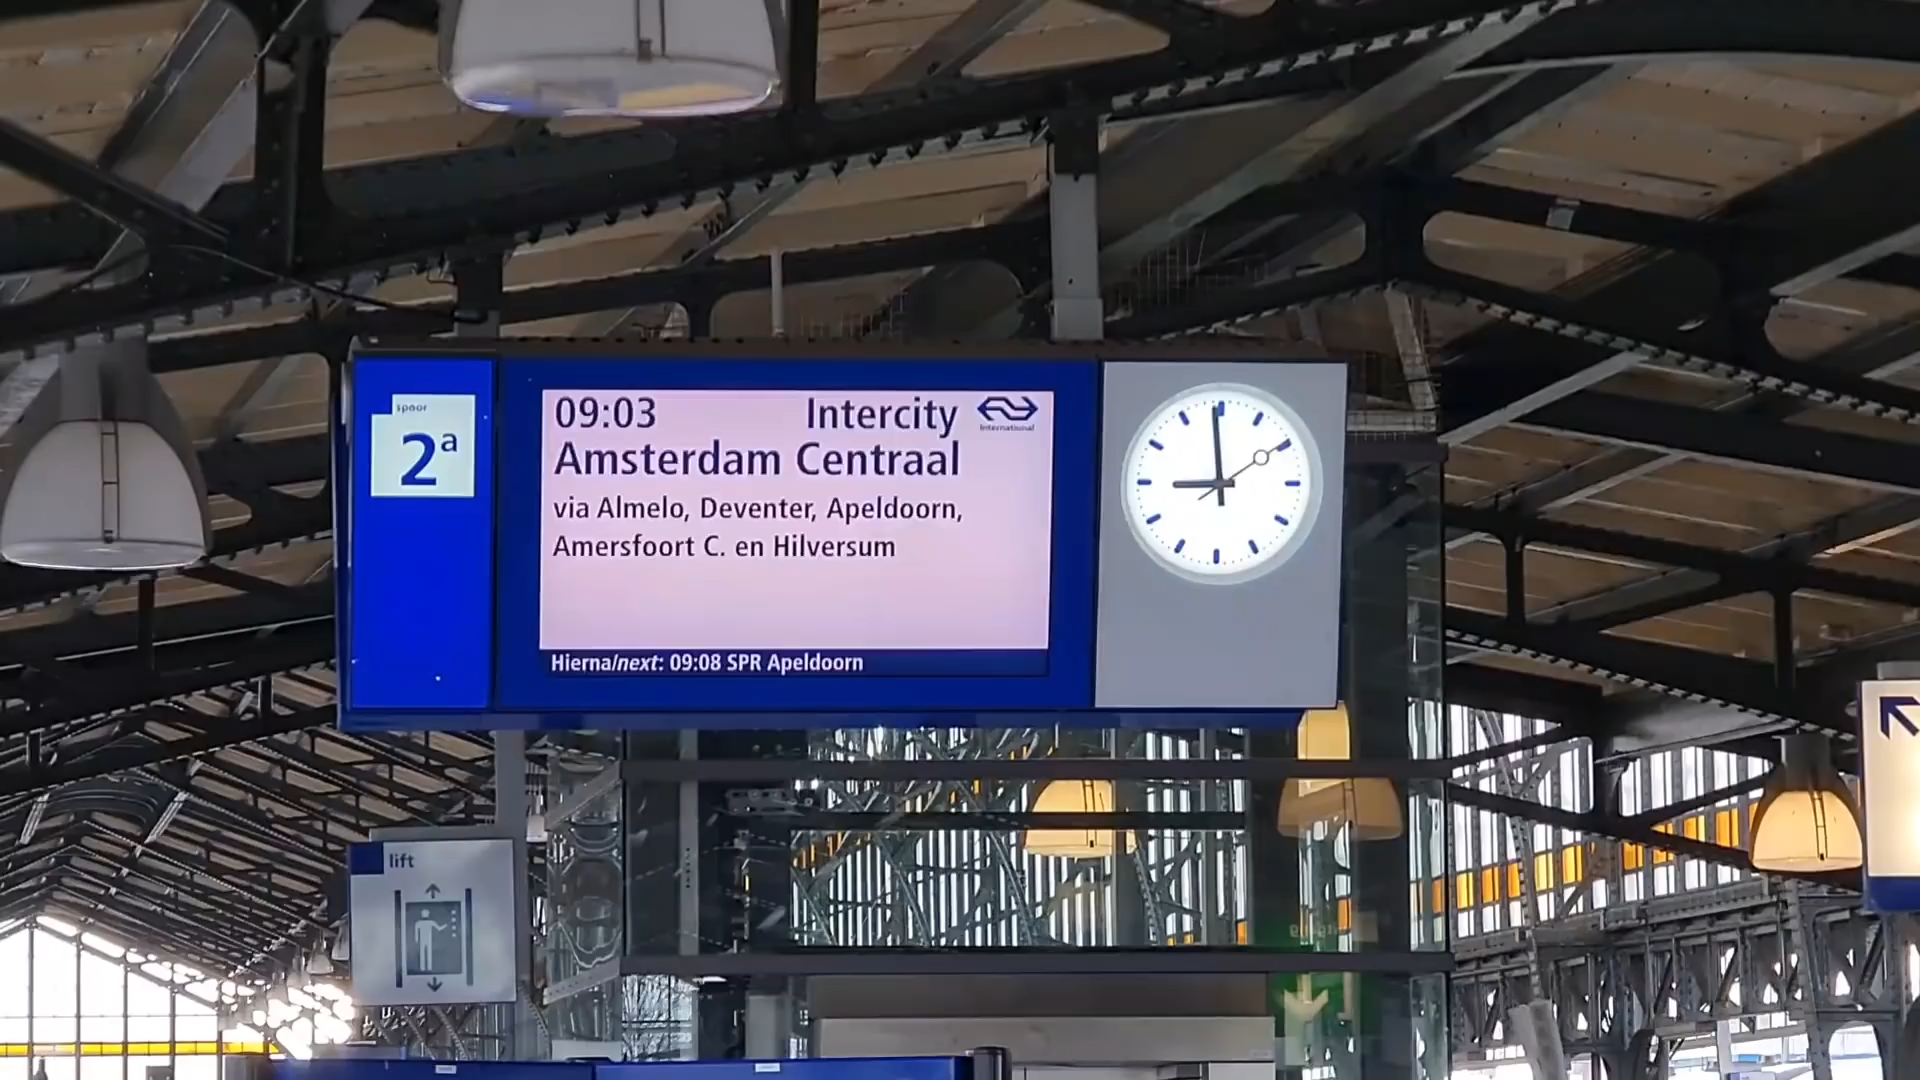 spoor
2a
09:03 Intercity
International
Amsterdam Centraal
via Almelo, Deventer, Apeldoorn,
Amersfoort C. en Hilversum
Hierna/next: 09:08 SPR Apeldoorn
lift